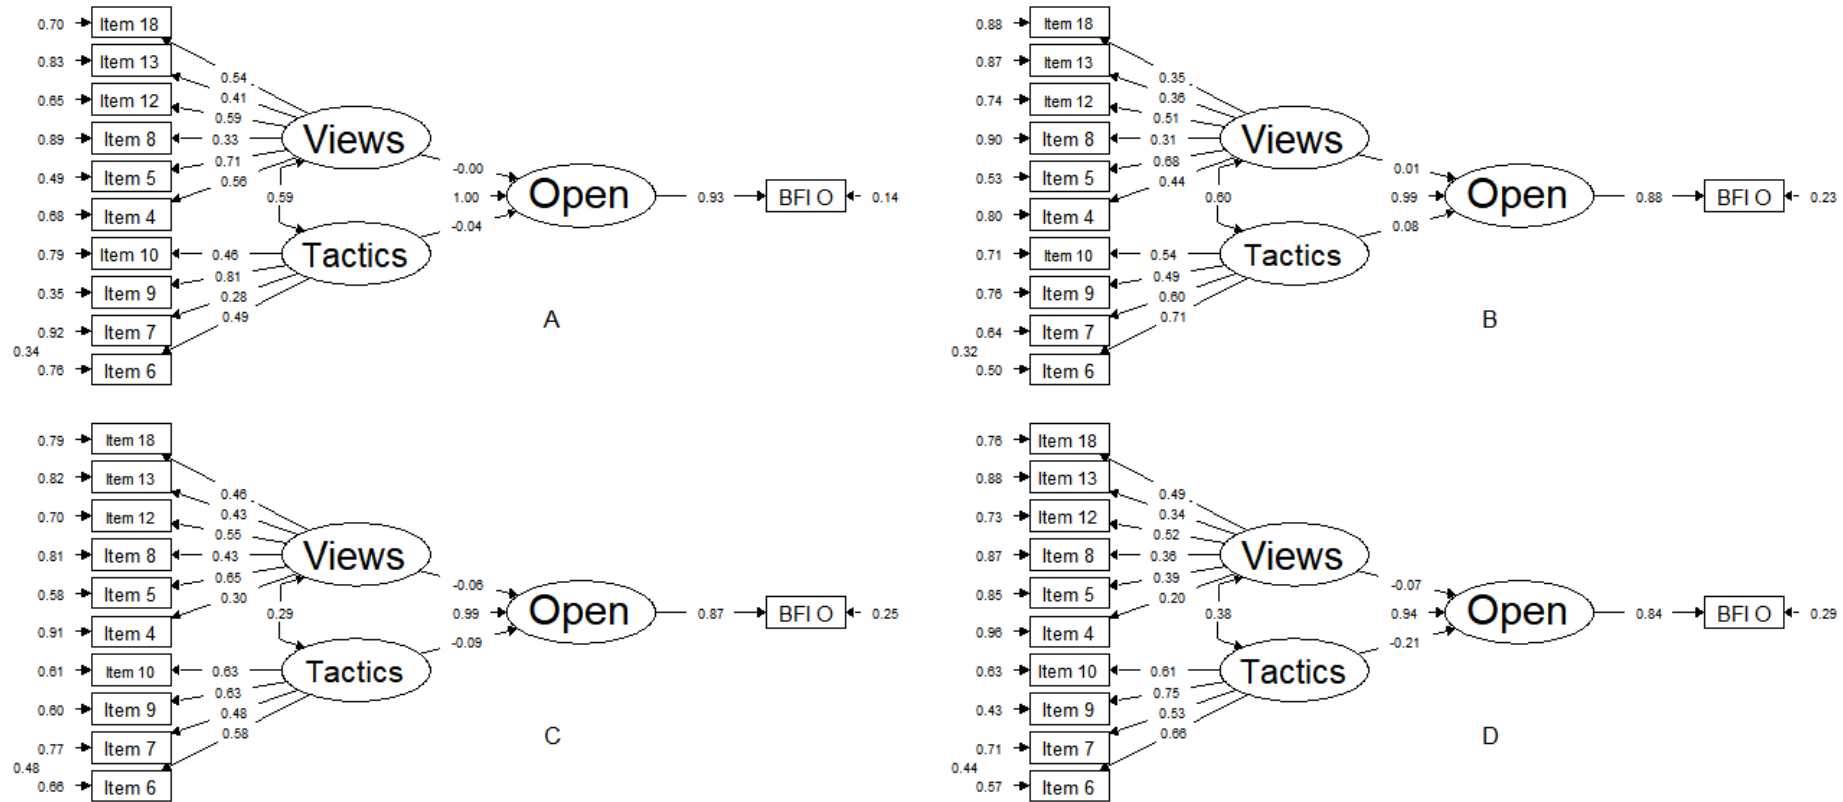 0.70 Item 18
0.83 Item 13
0.65 Item 12
0.89 Item 8
0.49 Item 5
0.68 Item 4
0.79 Item 10
0.35 Item 9
0.92 Item 7
0.34
0.76 Item 6
0.54
0.41
0.59
0.33
0.71
0.56
0.59
0.46
0.81
0.28
0.49
Views
Tactics
-0.00
1.00
-0.04
Open
0.93
BFI O
0.14
A
0.88 Item 18
0.87 Item 13
0.74 Item 12
0.90 Item 8
0.53 Item 5
0.80 Item 4
0.71 Item 10
0.76 Item 9
0.64 Item 7
0.32
0.50 Item 6
0.35
0.36
0.51
0.31
0.68
0.44
0.60
0.54
0.49
0.60
0.71
Views
Tactics
0.01
0.99
0.08
Open
0.88
BFI O
0.23
B
0.79 Item 18
0.82 Item 13
0.70 Item 12
0.81 Item 8
0.58 Item 5
0.91 Item 4
0.61 Item 10
0.60 Item 9
0.77 Item 7
0.48
0.66 Item 6
0.46
0.43
0.55
0.43
0.65
0.30
0.29
0.63
0.63
0.48
0.58
Views
Tactics
-0.06
0.99
-0.09
Open
0.87
BFI O
0.25
C
0.76 Item 18
0.88 Item 13
0.73 Item 12
0.87 Item 8
0.85 Item 5
0.96 Item 4
0.63 Item 10
0.43 Item 9
0.71 Item 7
0.44
0.57 Item 6
0.49
0.34
0.52
0.36
0.39
0.20
0.38
0.61
0.75
0.53
0.66
Views
Tactics
-0.07
0.94
-0.21
Open
0.84
BFI O
0.29
D